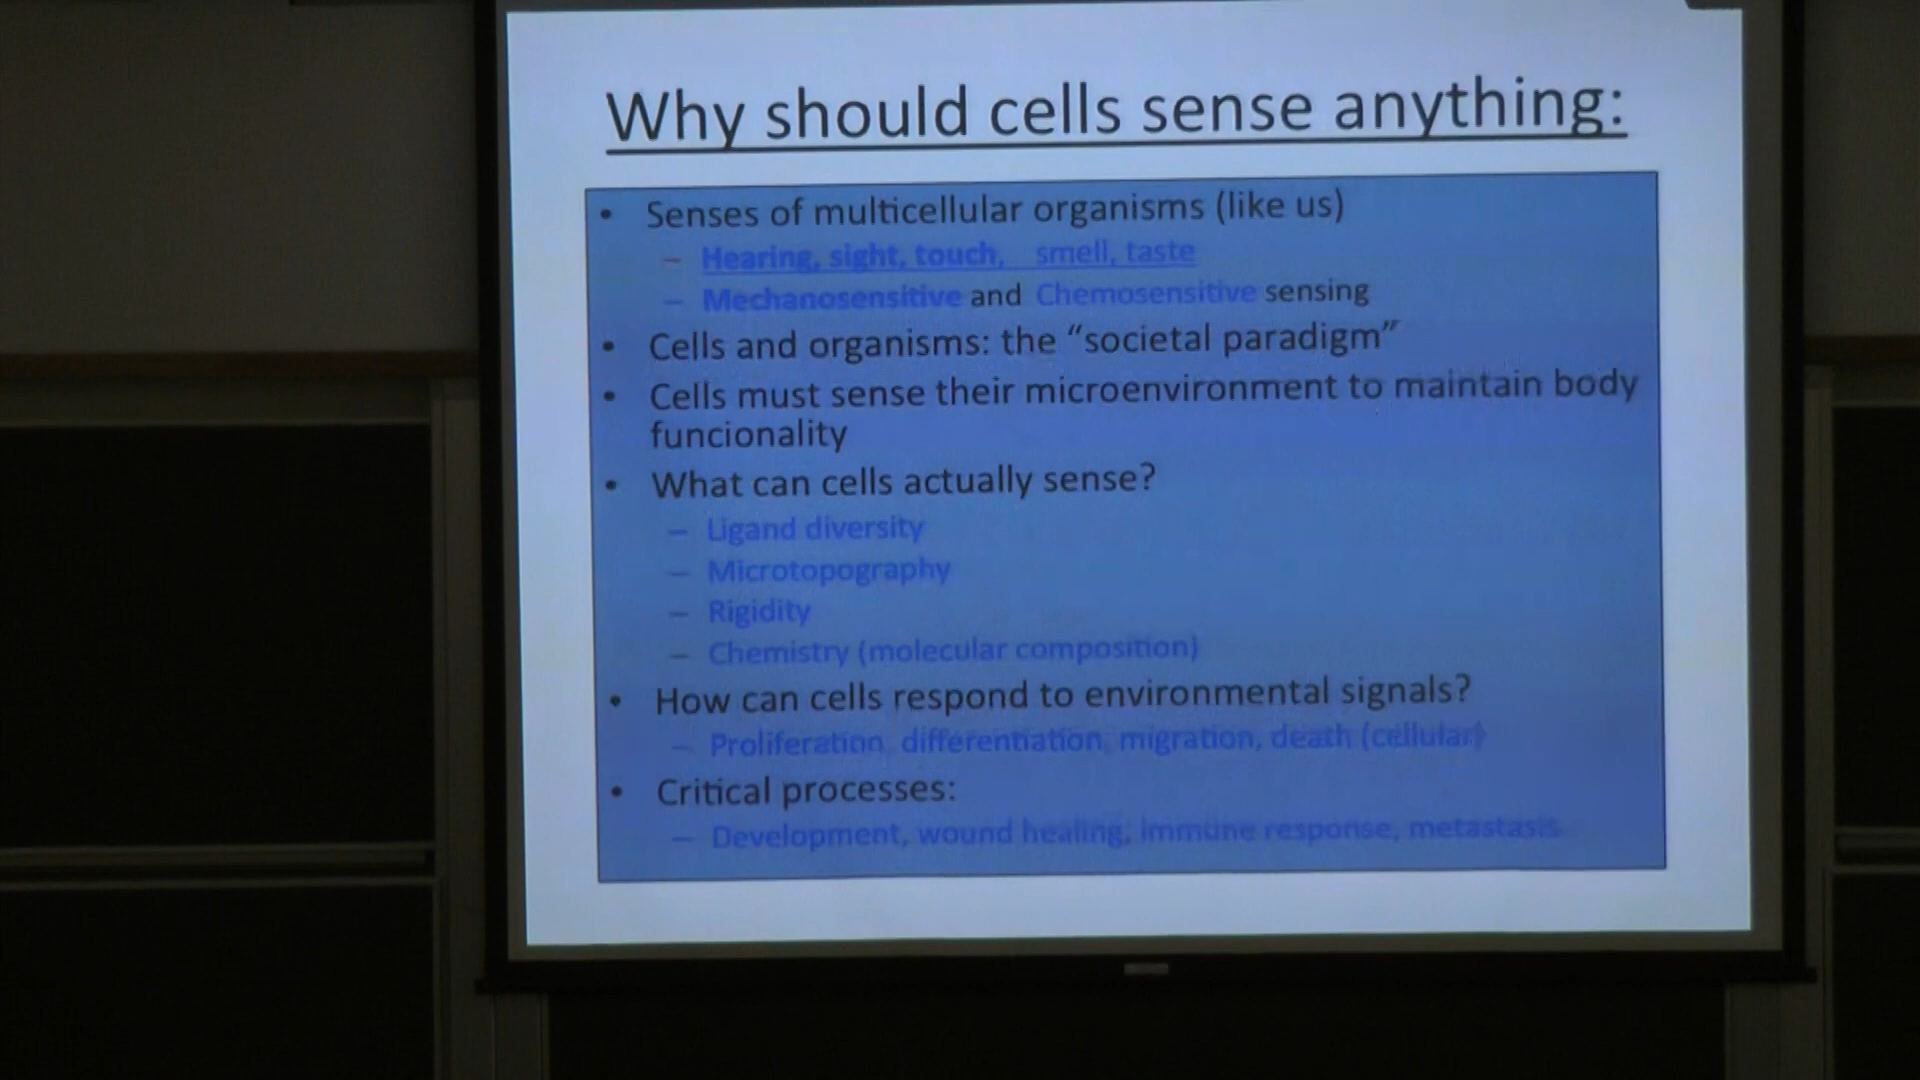 Why should cells sense anything:
• Senses of multicellular organisms (like us)
– Hearing, sight, touch, smell, taste
– Mechanosensitive and Chemosensitive sensing
• Cells and organisms: the “societal paradigm”
• Cells must sense their microenvironment to maintain body
funcionality
• What can cells actually sense?
– Ligand diversity
– Microtopography
– Rigidity
– Chemistry (molecular composition)
• How can cells respond to environmental signals?
– Proliferation, differentiation, migration, death (cellular)
• Critical processes:
– Development, wound healing, immune response, metastasis